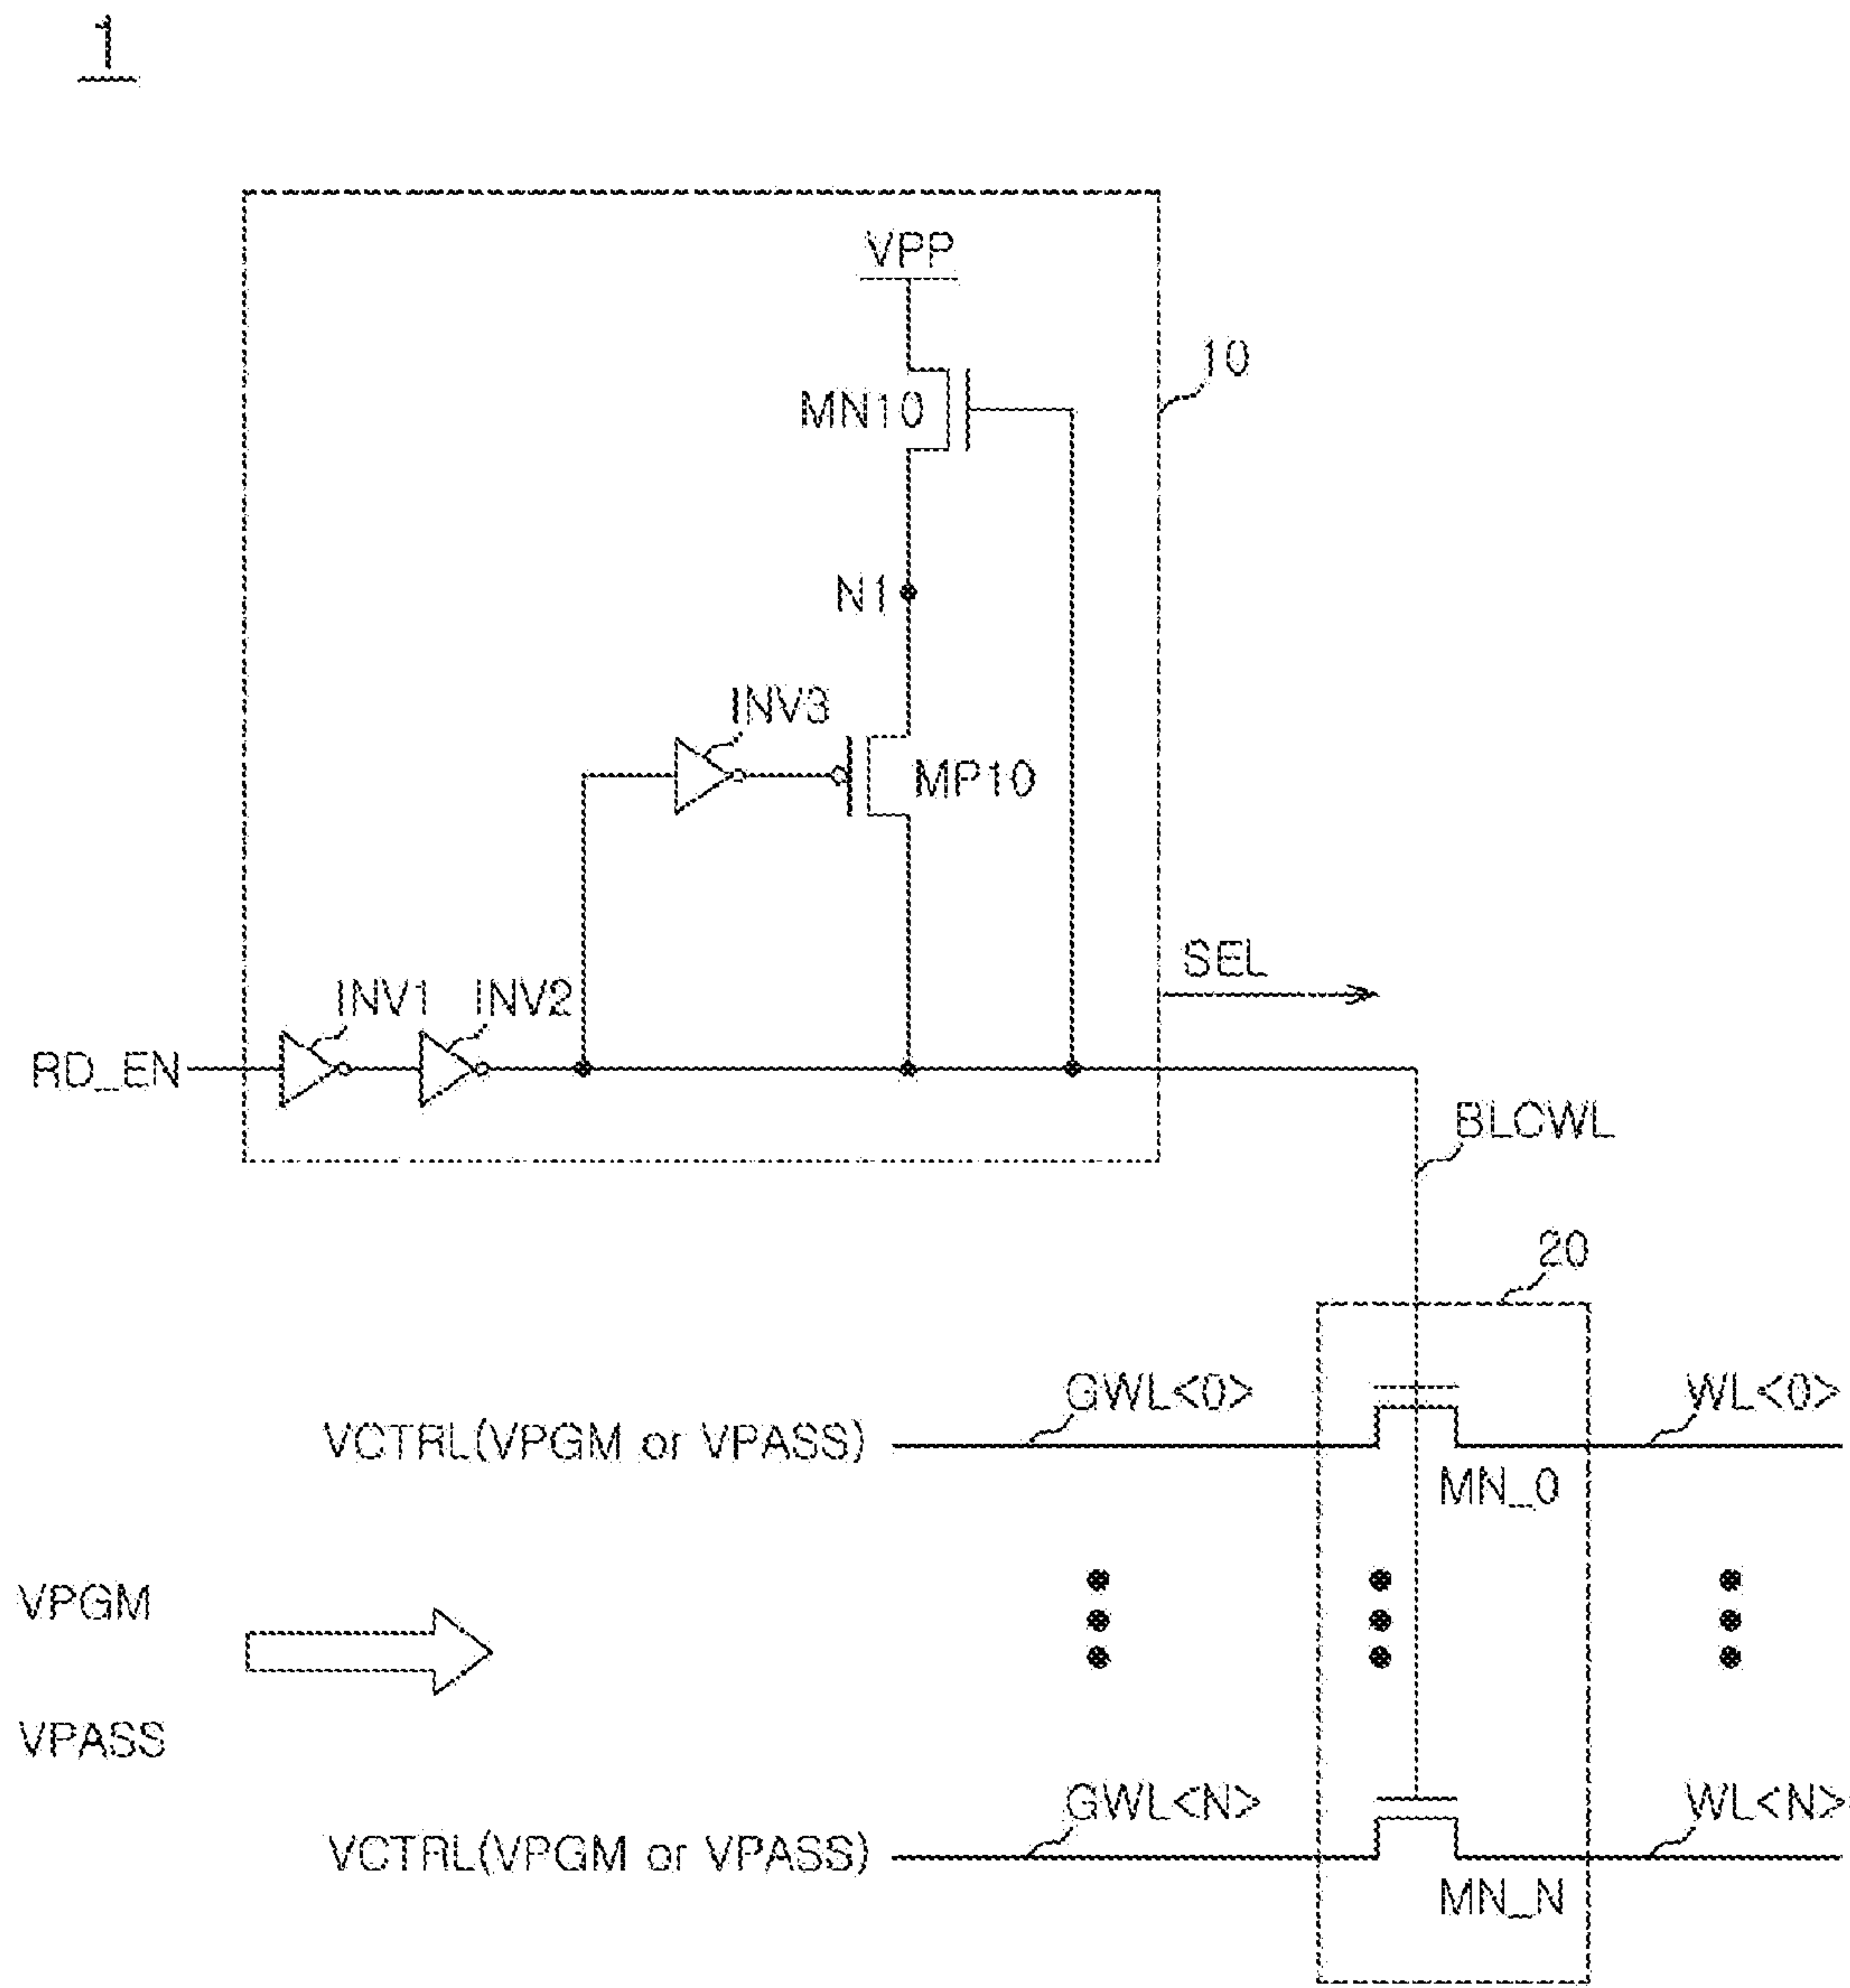 1
VPP
10
MN10
N1
INV3
MP10
SEL
INV1
INV2
RD_EN
BLCWL
20
GWL<0>
WL<0>
VCTRL(VPGM or VPASS)
MN_0
VPGM
VPASS
GWL<N>
WL<N>
VCTRL(VPGM or VPASS)
MN_N